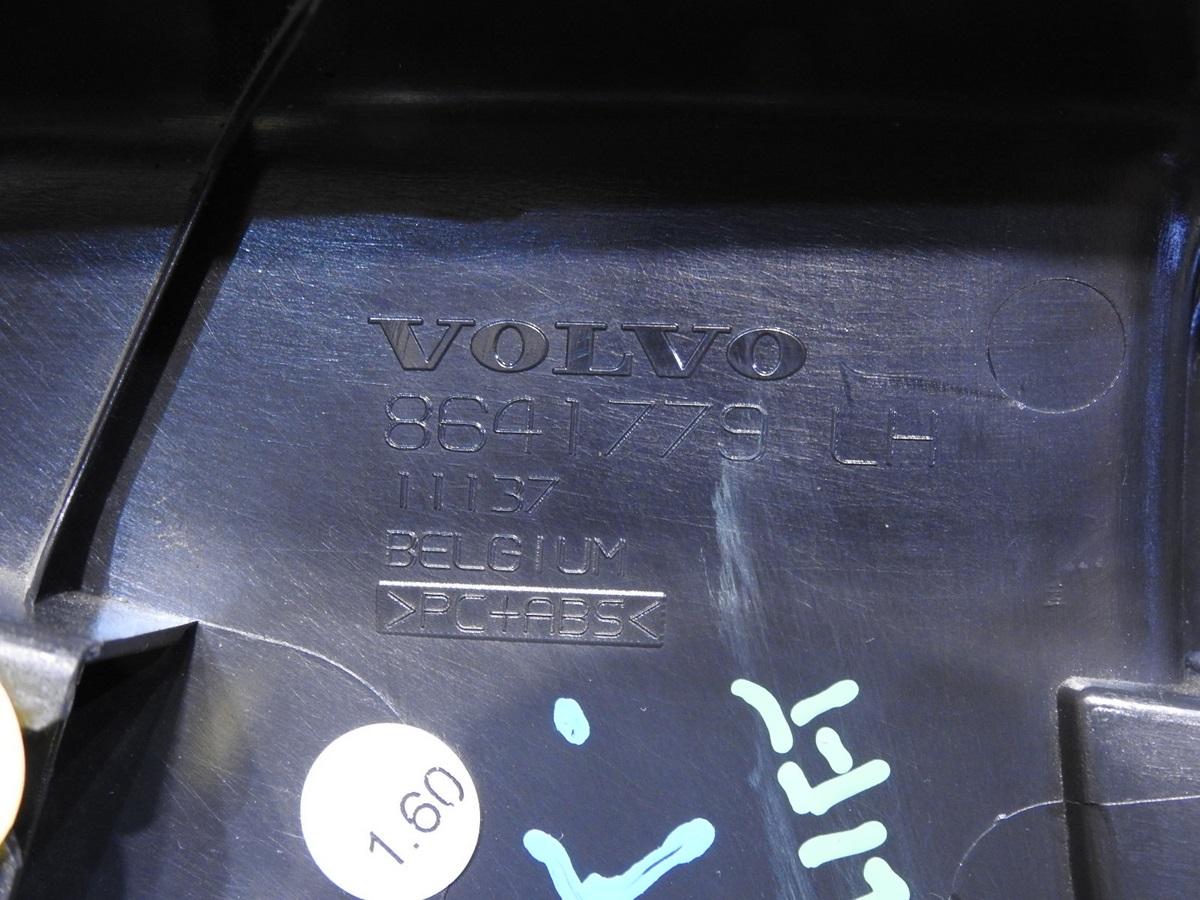 VOLVO
8641779 LH
11137
BELGIUM
>PC+ABS<
1.60